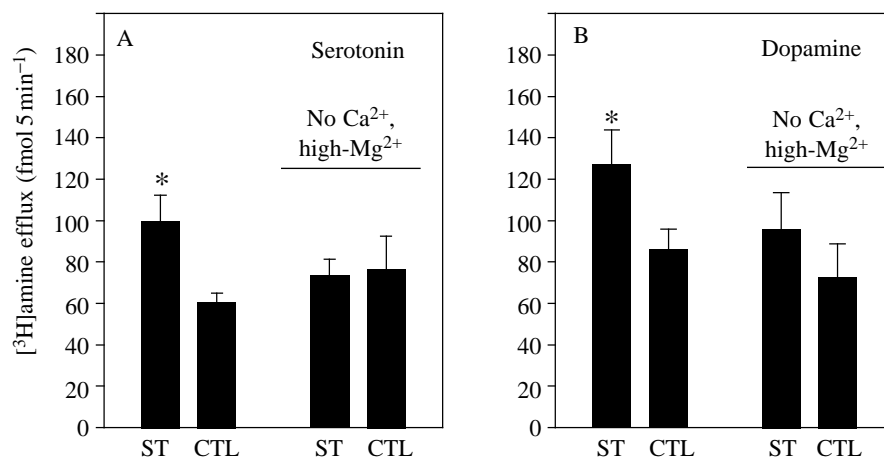 [³H]amine efflux (fmol 5 min⁻¹)
A
Serotonin
No Ca²⁺,
high-Mg²⁺
*
180
160
140
120
100
80
60
40
20
0
ST CTL ST CTL
B
Dopamine
No Ca²⁺,
high-Mg²⁺
*
180
160
140
120
100
80
60
40
20
0
ST CTL ST CTL